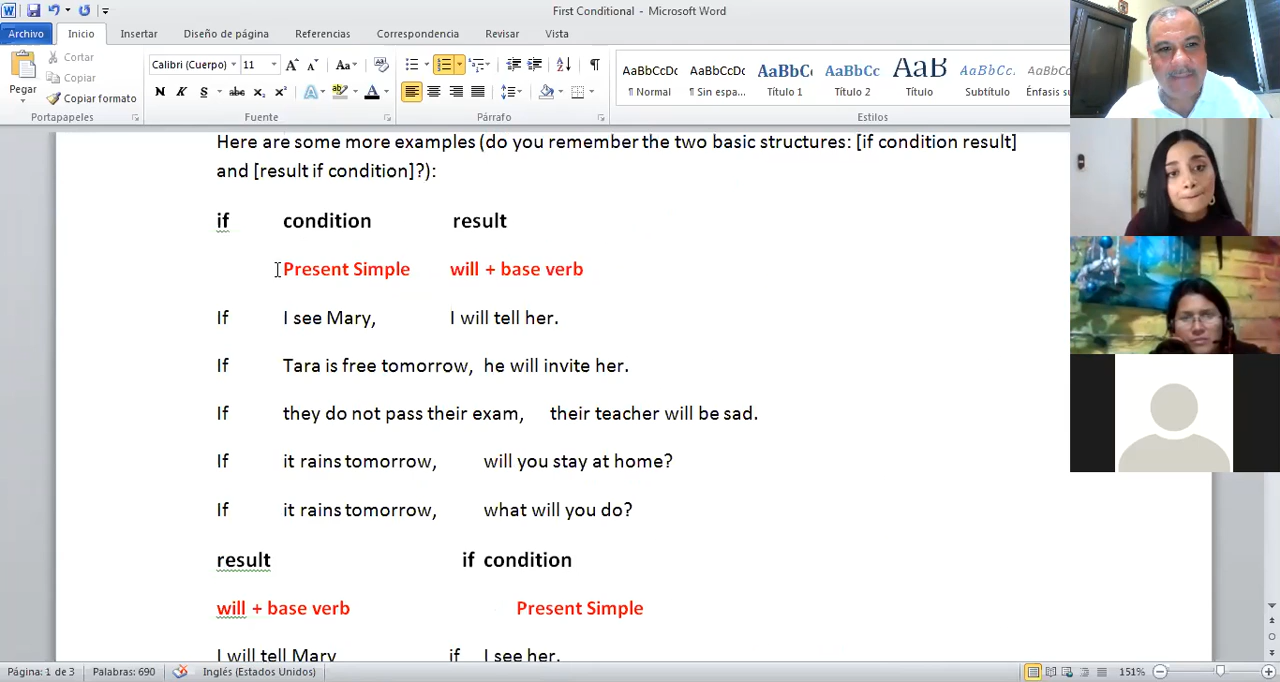 First Conditional - Microsoft Word
Archivo Inicio Insertar Diseño de página Referencias Correspondencia Revisar Vista
Pegar
Cortar
Copiar
Copiar formato
Portapapeles
Calibri (Cuerpo) 11
Fuente
Párrafo
AaBbCcDc AaBbCcDc AaBbC AaBbCc AaB AaBbCc AaBbCc
¶ Normal ¶ Sin espa... Título 1 Título 2 Título Subtítulo Énfasis
Estilos
Here are some more examples (do you remember the two basic structures: [if condition result]
and [result if condition]?):
if condition result
Present Simple will + base verb
If I see Mary, I will tell her.
If Tara is free tomorrow, he will invite her.
If they do not pass their exam, their teacher will be sad.
If it rains tomorrow, will you stay at home?
If it rains tomorrow, what will you do?
result if condition
will + base verb Present Simple
I will tell Mary if I see her.
Página: 1 de 3 Palabras: 690 Inglés (Estados Unidos) 151%